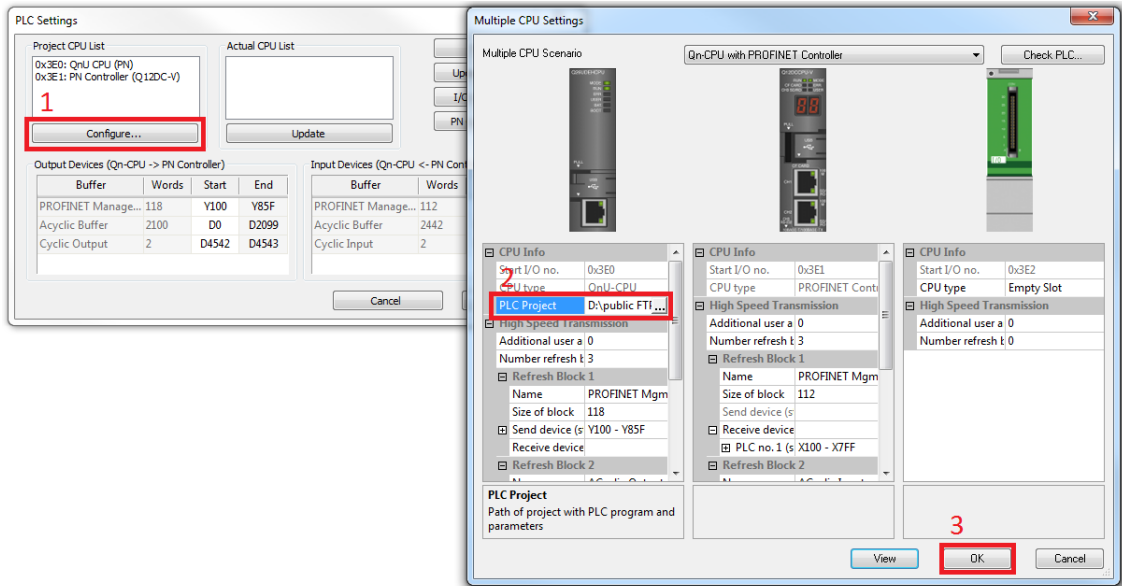 PLC Settings
Project CPU List
Actual CPU List
0x3E0: QnU CPU (PN)
0x3E1: PN Controller (Q12DC-V)
1
Configure...
Update
I/C
PN
Output Devices (Qn-CPU -> PN Controller)
Input Devices (Qn-CPU <- PN Cont
Buffer Words Start End
Buffer Words
PROFINET Manage... 118 Y100 Y85F
PROFINET Manage... 112
Acyclic Buffer 2100 D0 D2099
Acyclic Buffer 2442
Cyclic Output 2 D4542 D4543
Cyclic Input 2
Cancel
Multiple CPU Settings
Multiple CPU Scenario
Qn-CPU with PROFINET Controller
Check PLC...
88
CPU Info
Start I/O no. 0x3E0
2
CPU type QnU-CPU
PLC Project D:\public FTF ...
High Speed Transmission
Additional user a 0
Number refresh b 3
Refresh Block 1
Name PROFINET Mgm
Size of block 118
Send device (s Y100 - Y85F
Receive device
Refresh Block 2
CPU Info
Start I/O no. 0x3E1
CPU type PROFINET Contr
High Speed Transmission
Additional user a 0
Number refresh b 3
Refresh Block 1
Name PROFINET Mgm
Size of block 112
Send device (s
Receive device
PLC no. 1 (s X100 - X7FF
Refresh Block 2
CPU Info
Start I/O no. 0x3E2
CPU type Empty Slot
High Speed Transmission
Additional user a 0
Number refresh b 0
PLC Project
Path of project with PLC program and
parameters
3
View
OK
Cancel